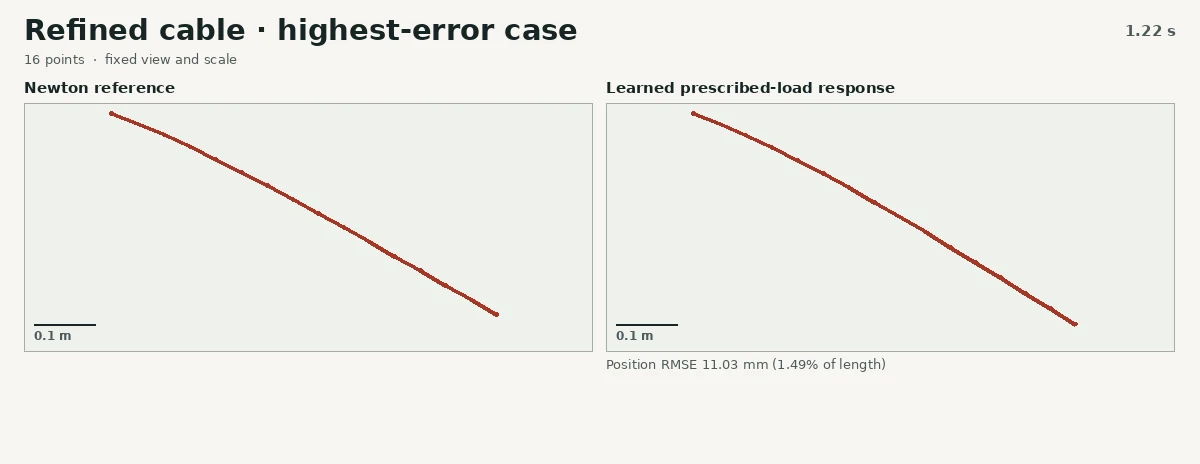 Refined cable · highest-error case
1.22 s
16 points · fixed view and scale
Newton reference
Learned prescribed-load response
0.1 m
0.1 m
Position RMSE 11.03 mm (1.49% of length)